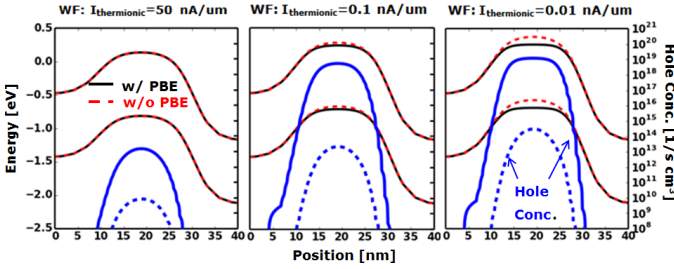 WF: Ithermionic=50 nA/um
WF: Ithermionic=0.1 nA/um
WF: Ithermionic=0.01 nA/um
Energy [eV]
0.5
0.0
-0.5
-1.0
-1.5
-2.0
-2.5
w/ PBE
w/o PBE
Hole
Conc.
10^21
10^20
10^19
10^18
10^17
10^16
10^15
10^14
10^13
10^12
10^11
10^10
10^9
10^8
Hole Conc. [1/s cm^3]
0 5 10 15 20 25 30 35 40
0 5 10 15 20 25 30 35 40
0 5 10 15 20 25 30 35 40
Position [nm]